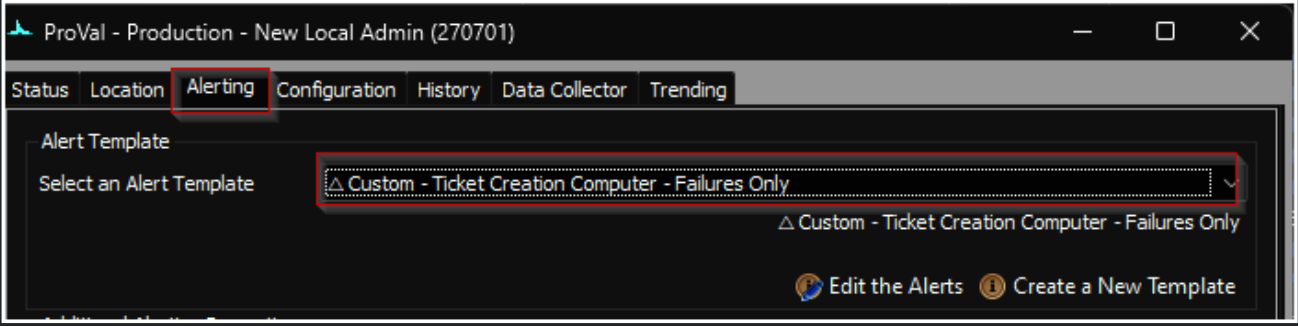 ProVal - Production - New Local Admin (270701)
Status Location Alerting Configuration History Data Collector Trending
Alert Template
Select an Alert Template △ Custom - Ticket Creation Computer - Failures Only
△ Custom - Ticket Creation Computer - Failures Only
Edit the Alerts Create a New Template